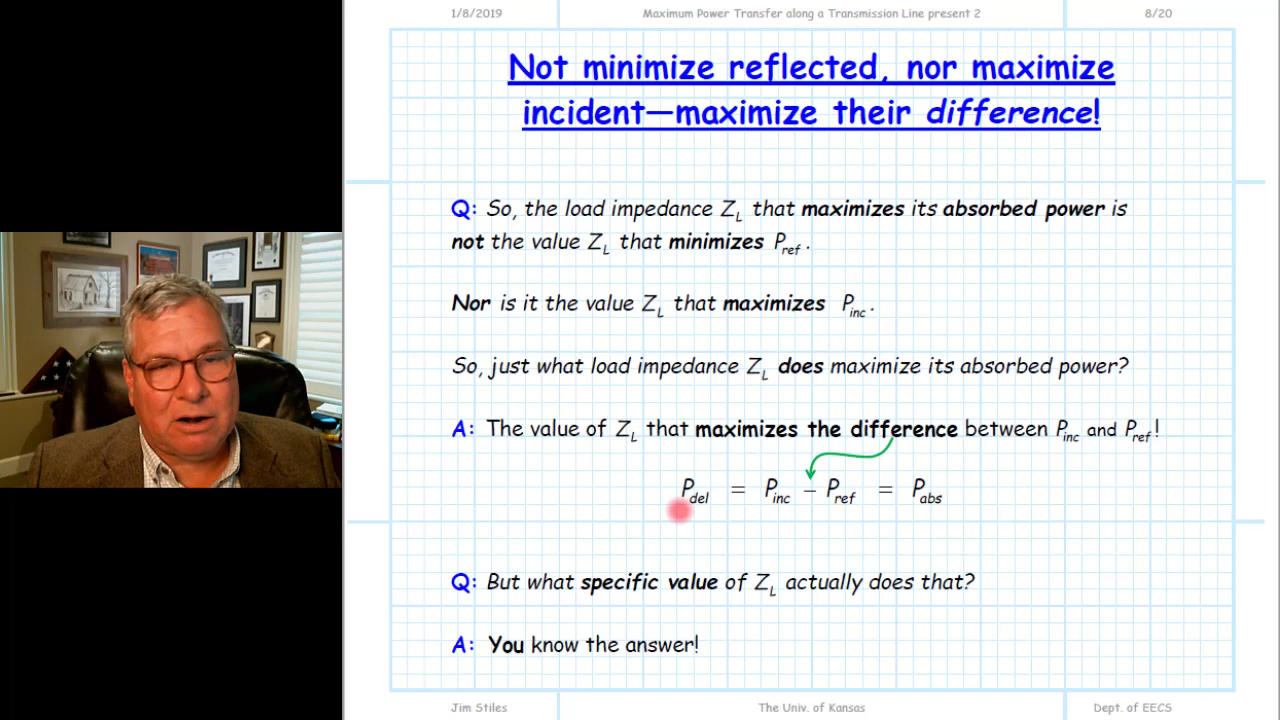 1/8/2019 Maximum Power Transfer along a Transmission Line present 2 8/20
Not minimize reflected, nor maximize
incident—maximize their difference!
Q: So, the load impedance Z_L that maximizes its absorbed power is
not the value Z_L that minimizes P_ref .
Nor is it the value Z_L that maximizes P_inc .
So, just what load impedance Z_L does maximize its absorbed power?
A: The value of Z_L that maximizes the difference between P_inc and P_ref !
P_del = P_inc − P_ref = P_abs
Q: But what specific value of Z_L actually does that?
A: You know the answer!
Jim Stiles The Univ. of Kansas Dept. of EECS